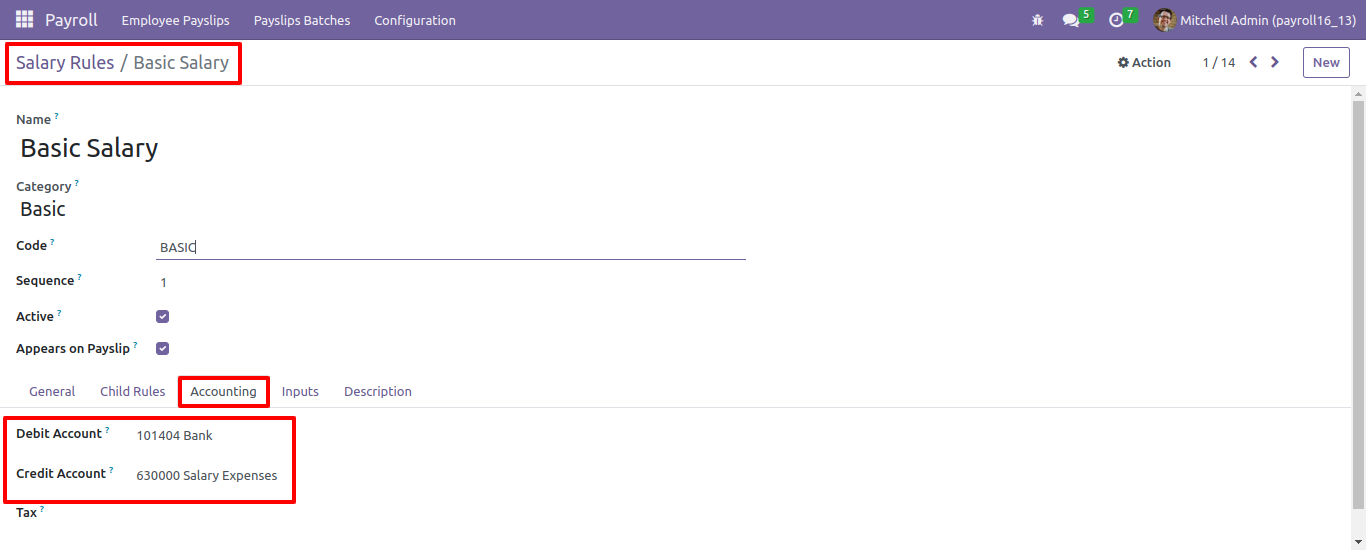 Payroll Employee Payslips Payslips Batches Configuration 5 7 Mitchell Admin (payroll16_13)
Salary Rules / Basic Salary Action 1 / 14 New
Name ?
Basic Salary
Category ?
Basic
Code ? BASIC
Sequence ? 1
Active ?
Appears on Payslip ?
General Child Rules Accounting Inputs Description
Debit Account ? 101404 Bank
Credit Account ? 630000 Salary Expenses
Tax ?